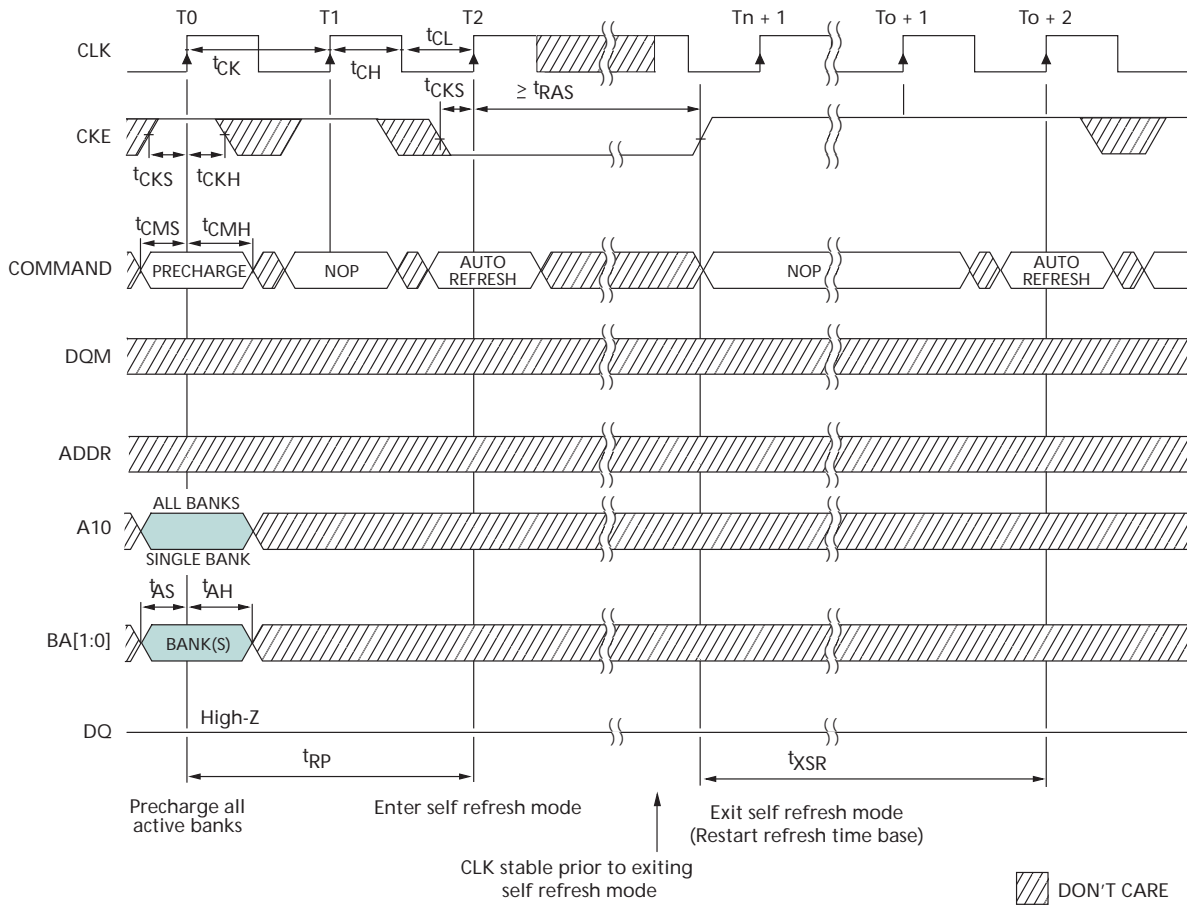 T0 T1 T2 Tn + 1 To + 1 To + 2
CLK
tCK tCH tCL
tCKS ≥ tRAS
CKE
tCKS tCKH
tCMS tCMH
COMMAND PRECHARGE NOP AUTO REFRESH NOP AUTO REFRESH
DQM
ADDR
ALL BANKS
A10
SINGLE BANK
tAS tAH
BA[1:0] BANK(S)
High-Z
DQ
tRP tXSR
Precharge all
active banks
Enter self refresh mode
Exit self refresh mode
(Restart refresh time base)
CLK stable prior to exiting
self refresh mode
DON'T CARE